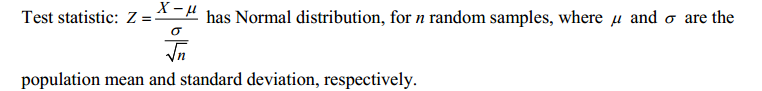 Test statistic: Z = (X − μ) / (σ / √n) has Normal distribution, for n random samples, where μ and σ are the
population mean and standard deviation, respectively.